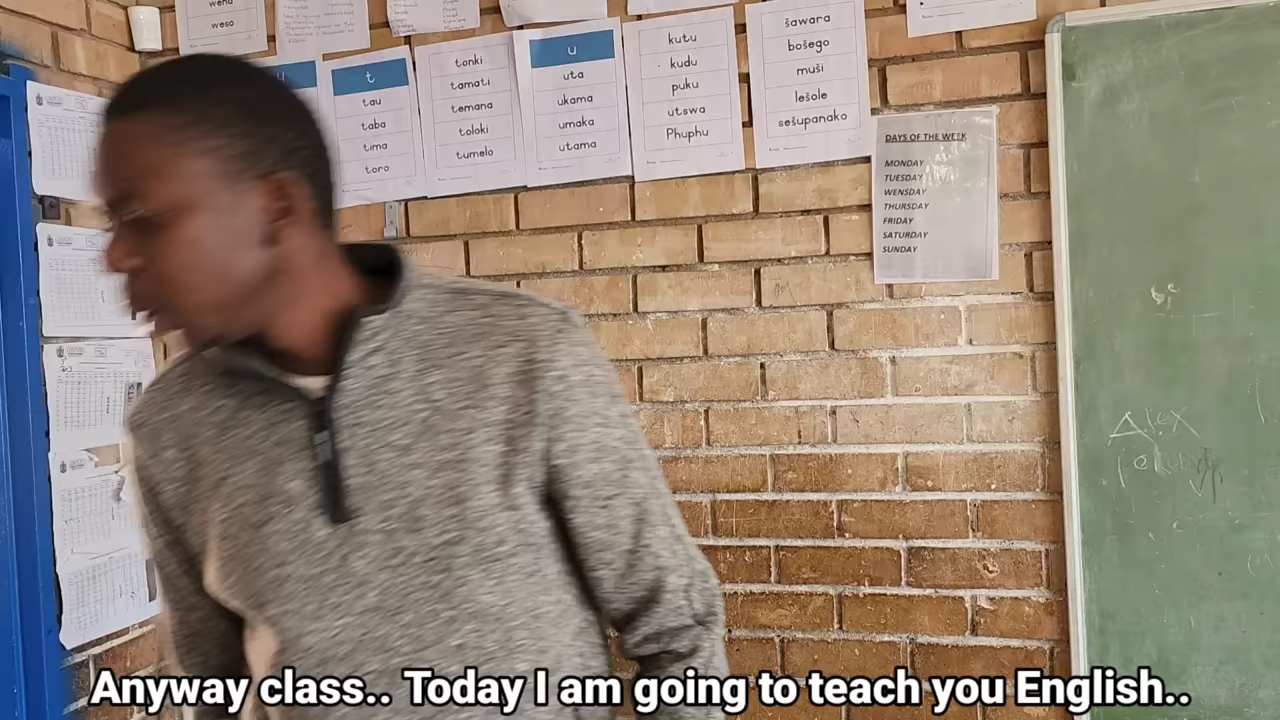 wena
weso
t
tau
taba
tima
toro
tonki
tamati
temana
toloki
tumelo
u
uta
ukama
umaka
utama
kutu
kudu
puku
utswa
Phuphu
šawara
bošego
muši
lešole
sešupanako
DAYS OF THE WEEK
MONDAY
TUESDAY
WENSDAY
THURSDAY
FRIDAY
SATURDAY
SUNDAY
Alex
Anyway class.. Today I am going to teach you English..